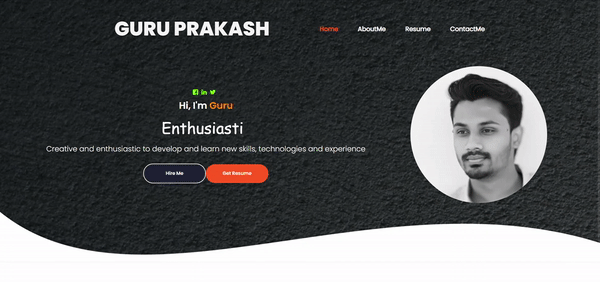 GURU PRAKASH
Home AboutMe Resume ContactMe
Hi, I'm Guru
Enthusiasti
Creative and enthusiastic to develop and learn new skills, technologies and experience
Hire Me Get Resume